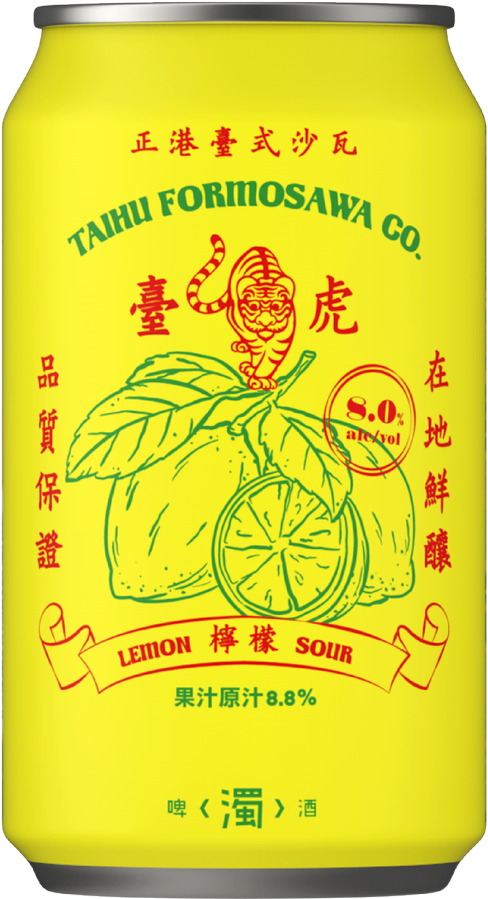 正港臺式沙瓦
TAIHU FORMOSAWA CO.
臺虎
品質保證
在地鮮釀
8.0%
alc/vol
LEMON 檸檬 SOUR
果汁原汁8.8%
啤〈濁〉酒